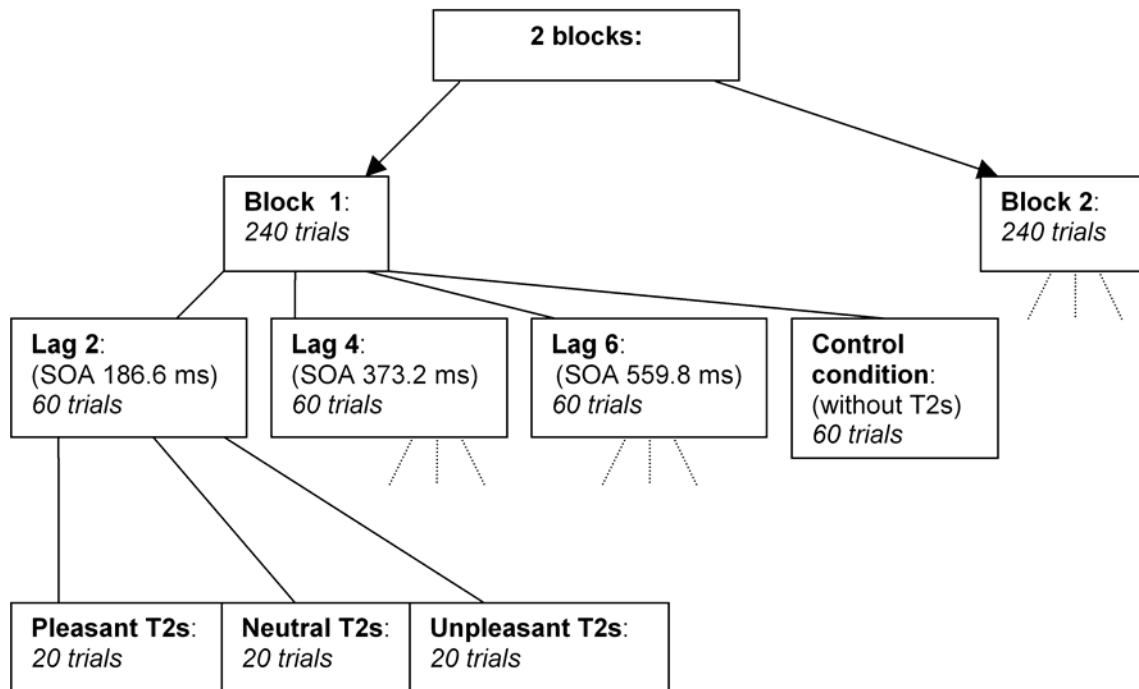 2 blocks:
Block 1:
240 trials
Block 2:
240 trials
Lag 2:
(SOA 186.6 ms)
60 trials
Lag 4:
(SOA 373.2 ms)
60 trials
Lag 6:
(SOA 559.8 ms)
60 trials
Control
condition:
(without T2s)
60 trials
Pleasant T2s:
20 trials
Neutral T2s:
20 trials
Unpleasant T2s:
20 trials